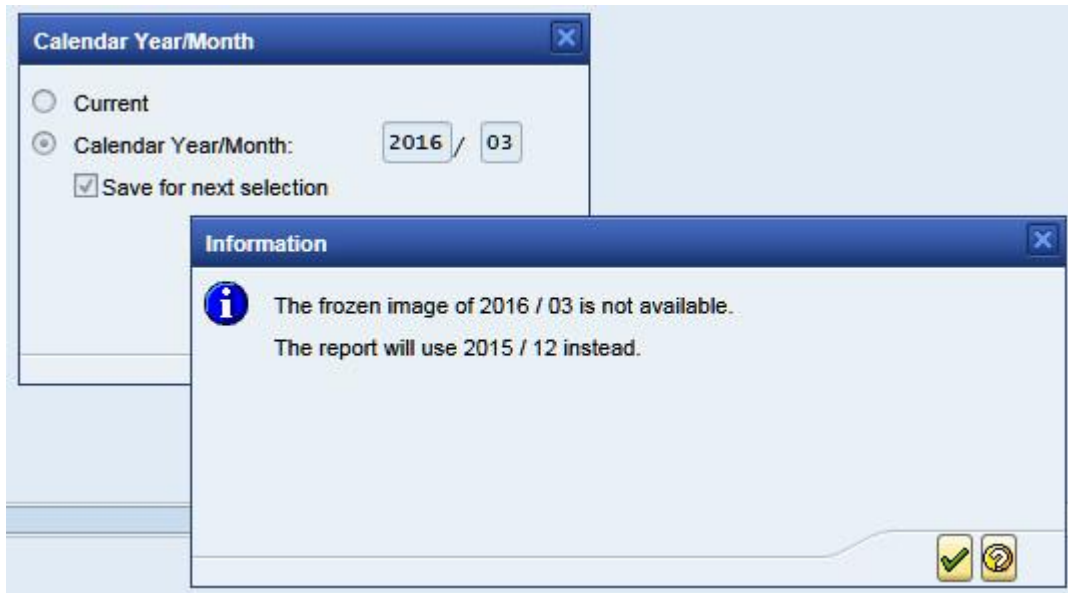 Calendar Year/Month
Current
Calendar Year/Month: 2016 / 03
Save for next selection
Information
The frozen image of 2016 / 03 is not available.
The report will use 2015 / 12 instead.